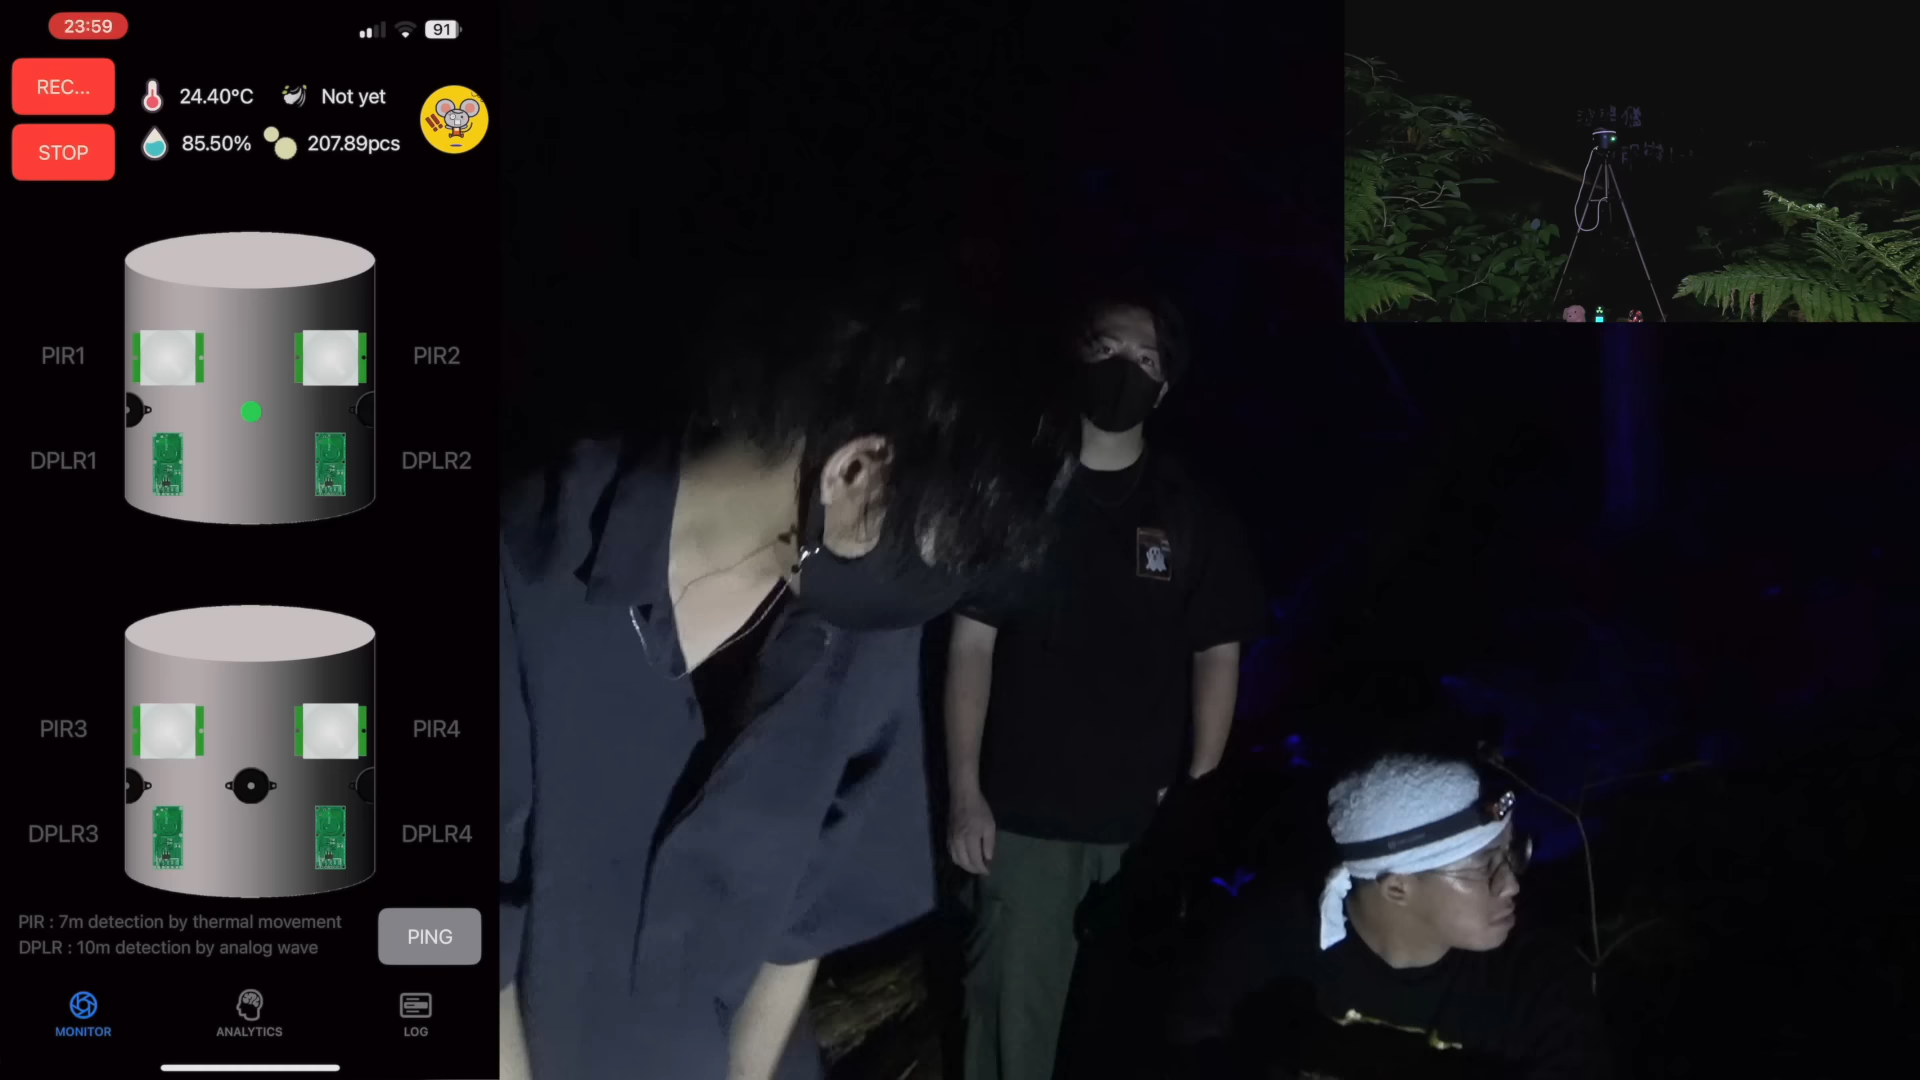 23:59
91
REC...
24.40°C
Not yet
STOP
85.50%
207.89pcs
PIR1
PIR2
DPLR1
DPLR2
PIR3
PIR4
DPLR3
DPLR4
PIR : 7m detection by thermal movement
DPLR : 10m detection by analog wave
PING
MONITOR
ANALYTICS
LOG